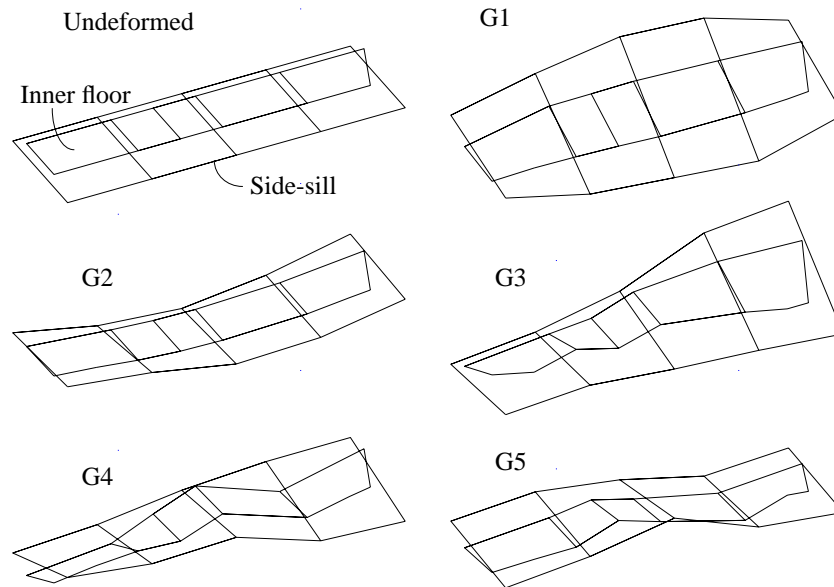 Undeformed
G1
Inner floor
Side-sill
G2
G3
G4
G5